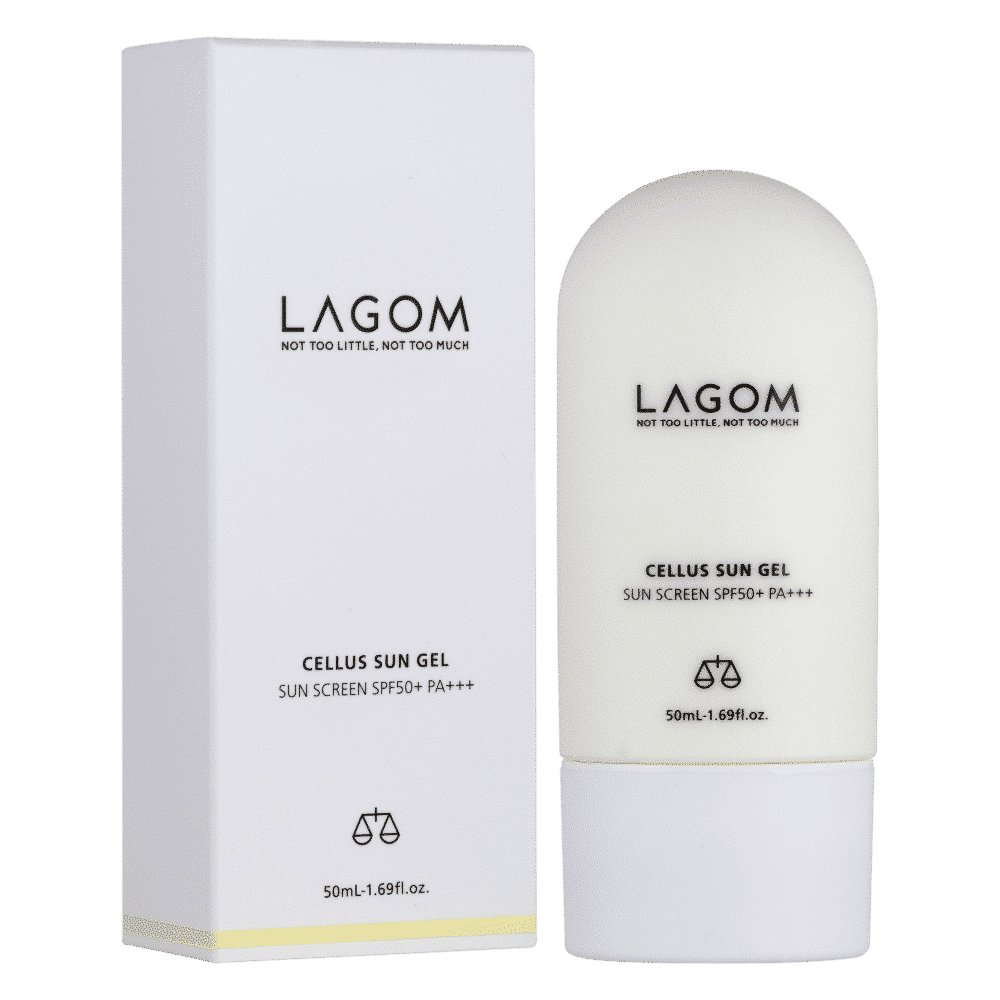 LAGOM
NOT TOO LITTLE, NOT TOO MUCH
CELLUS SUN GEL
SUN SCREEN SPF50+ PA+++
50mL-1.69fl.oz.
LAGOM
NOT TOO LITTLE, NOT TOO MUCH
CELLUS SUN GEL
SUN SCREEN SPF50+ PA+++
50mL-1.69fl.oz.